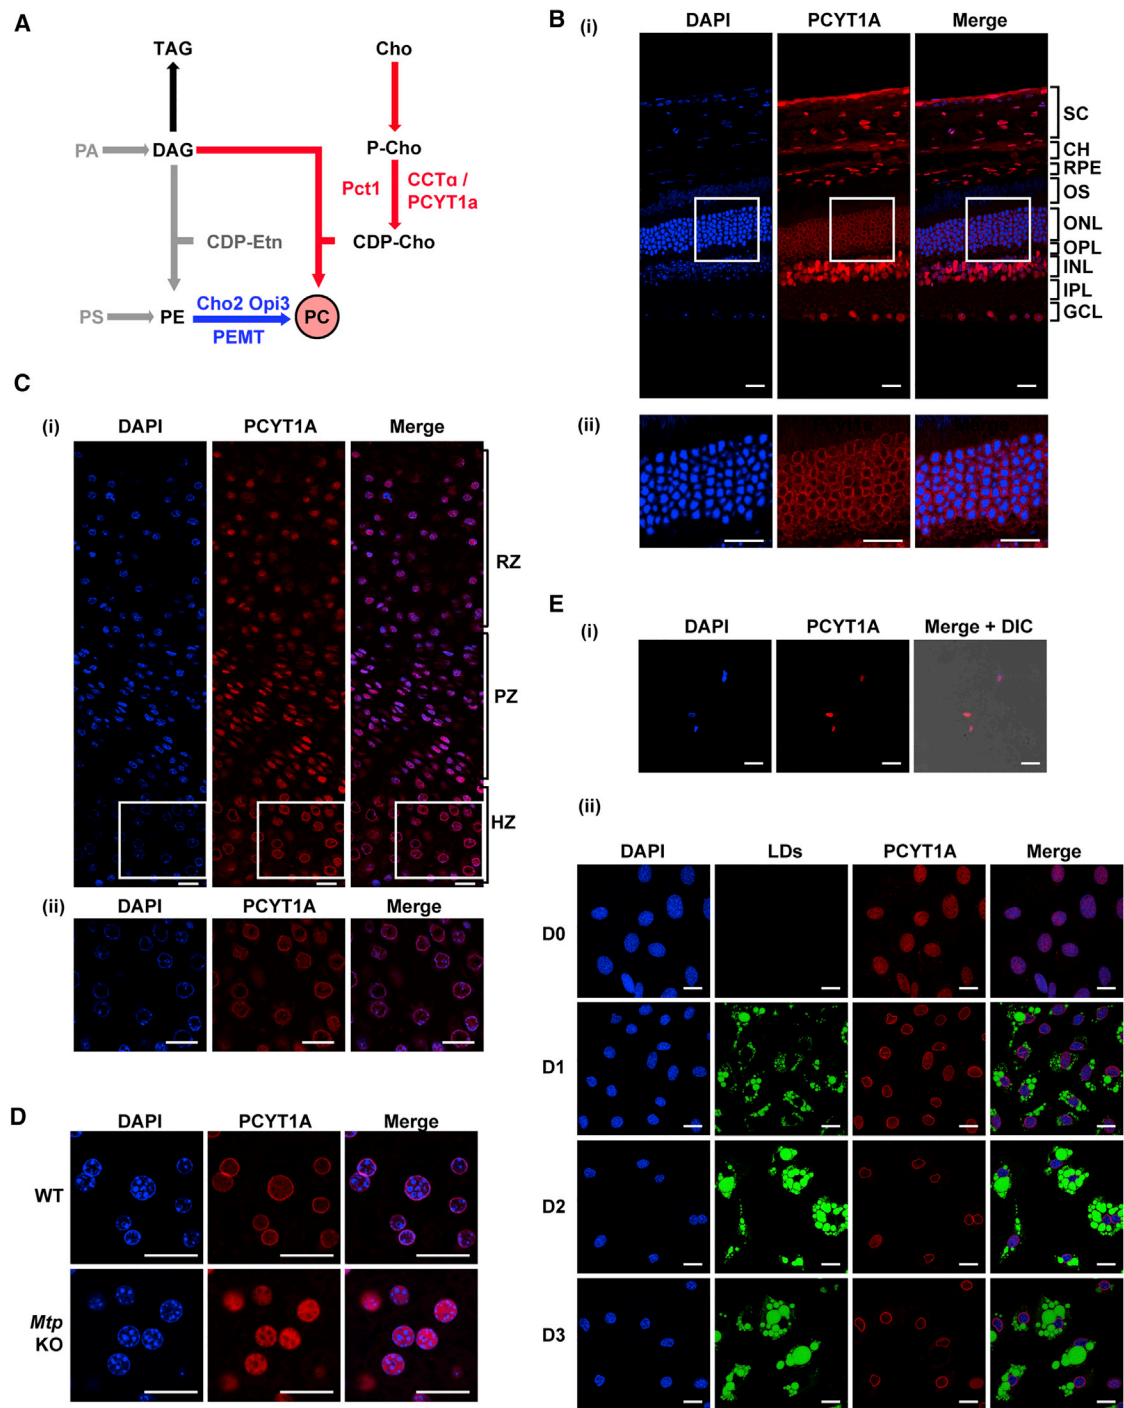 A
TAG
Cho
PA
DAG
P-Cho
Pct1
CCTα /
PCYT1a
CDP-Etn
CDP-Cho
PS
PE
Cho2 Opi3
PEMT
PC
B
(i)
DAPI
PCYT1A
Merge
SC
CH
RPE
OS
ONL
OPL
INL
IPL
GCL
(ii)
C
(i)
DAPI
PCYT1A
Merge
RZ
PZ
HZ
(ii)
DAPI
PCYT1A
Merge
D
DAPI
PCYT1A
Merge
WT
Mtp
KO
E
(i)
DAPI
PCYT1A
Merge + DIC
(ii)
DAPI
LDs
PCYT1A
Merge
D0
D1
D2
D3